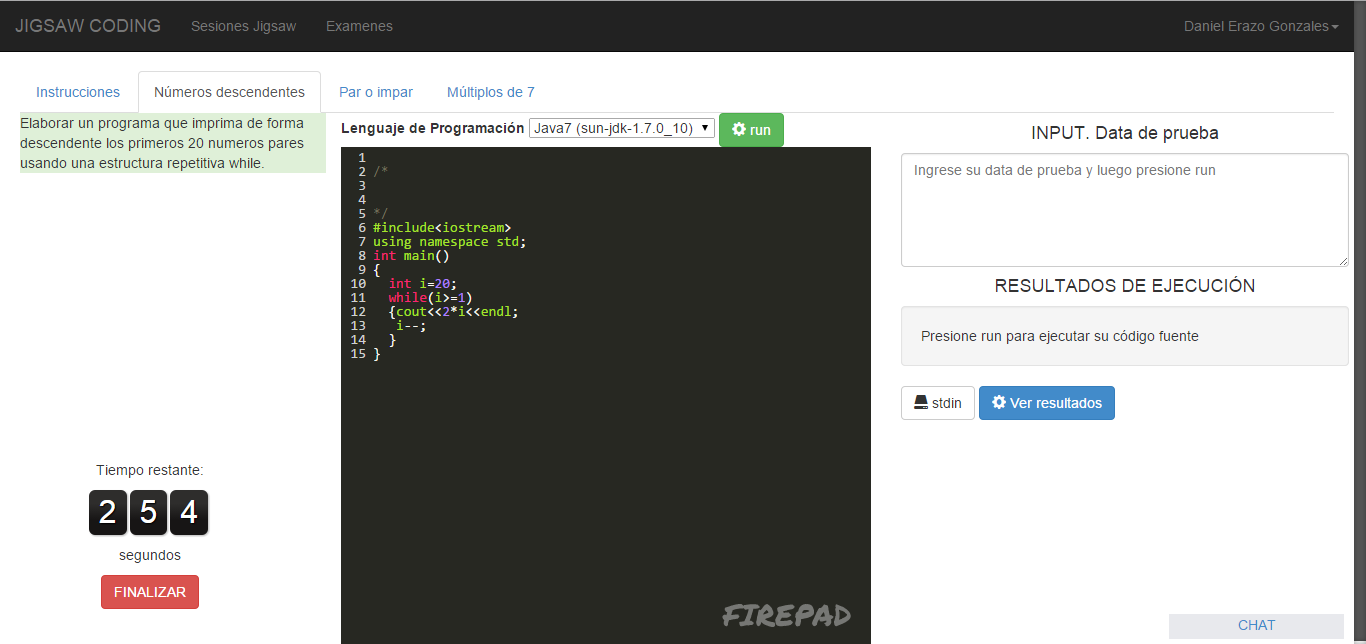 JIGSAW CODING Sesiones Jigsaw Examenes Daniel Erazo Gonzales
Instrucciones Números descendentes Par o impar Múltiplos de 7
Elaborar un programa que imprima de forma
descendente los primeros 20 numeros pares
usando una estructura repetitiva while.
Tiempo restante:
2 5 4
segundos
FINALIZAR
Lenguaje de Programación Java7 (sun-jdk-1.7.0_10) run
1
2 /*
3
4
5 */
6 #include<iostream>
7 using namespace std;
8 int main()
9 {
10 int i=20;
11 while(i>=1)
12 {cout<<2*i<<endl;
13 i--;
14 }
15 }
FIREPAD
INPUT. Data de prueba
Ingrese su data de prueba y luego presione run
RESULTADOS DE EJECUCIÓN
Presione run para ejecutar su código fuente
stdin Ver resultados
CHAT